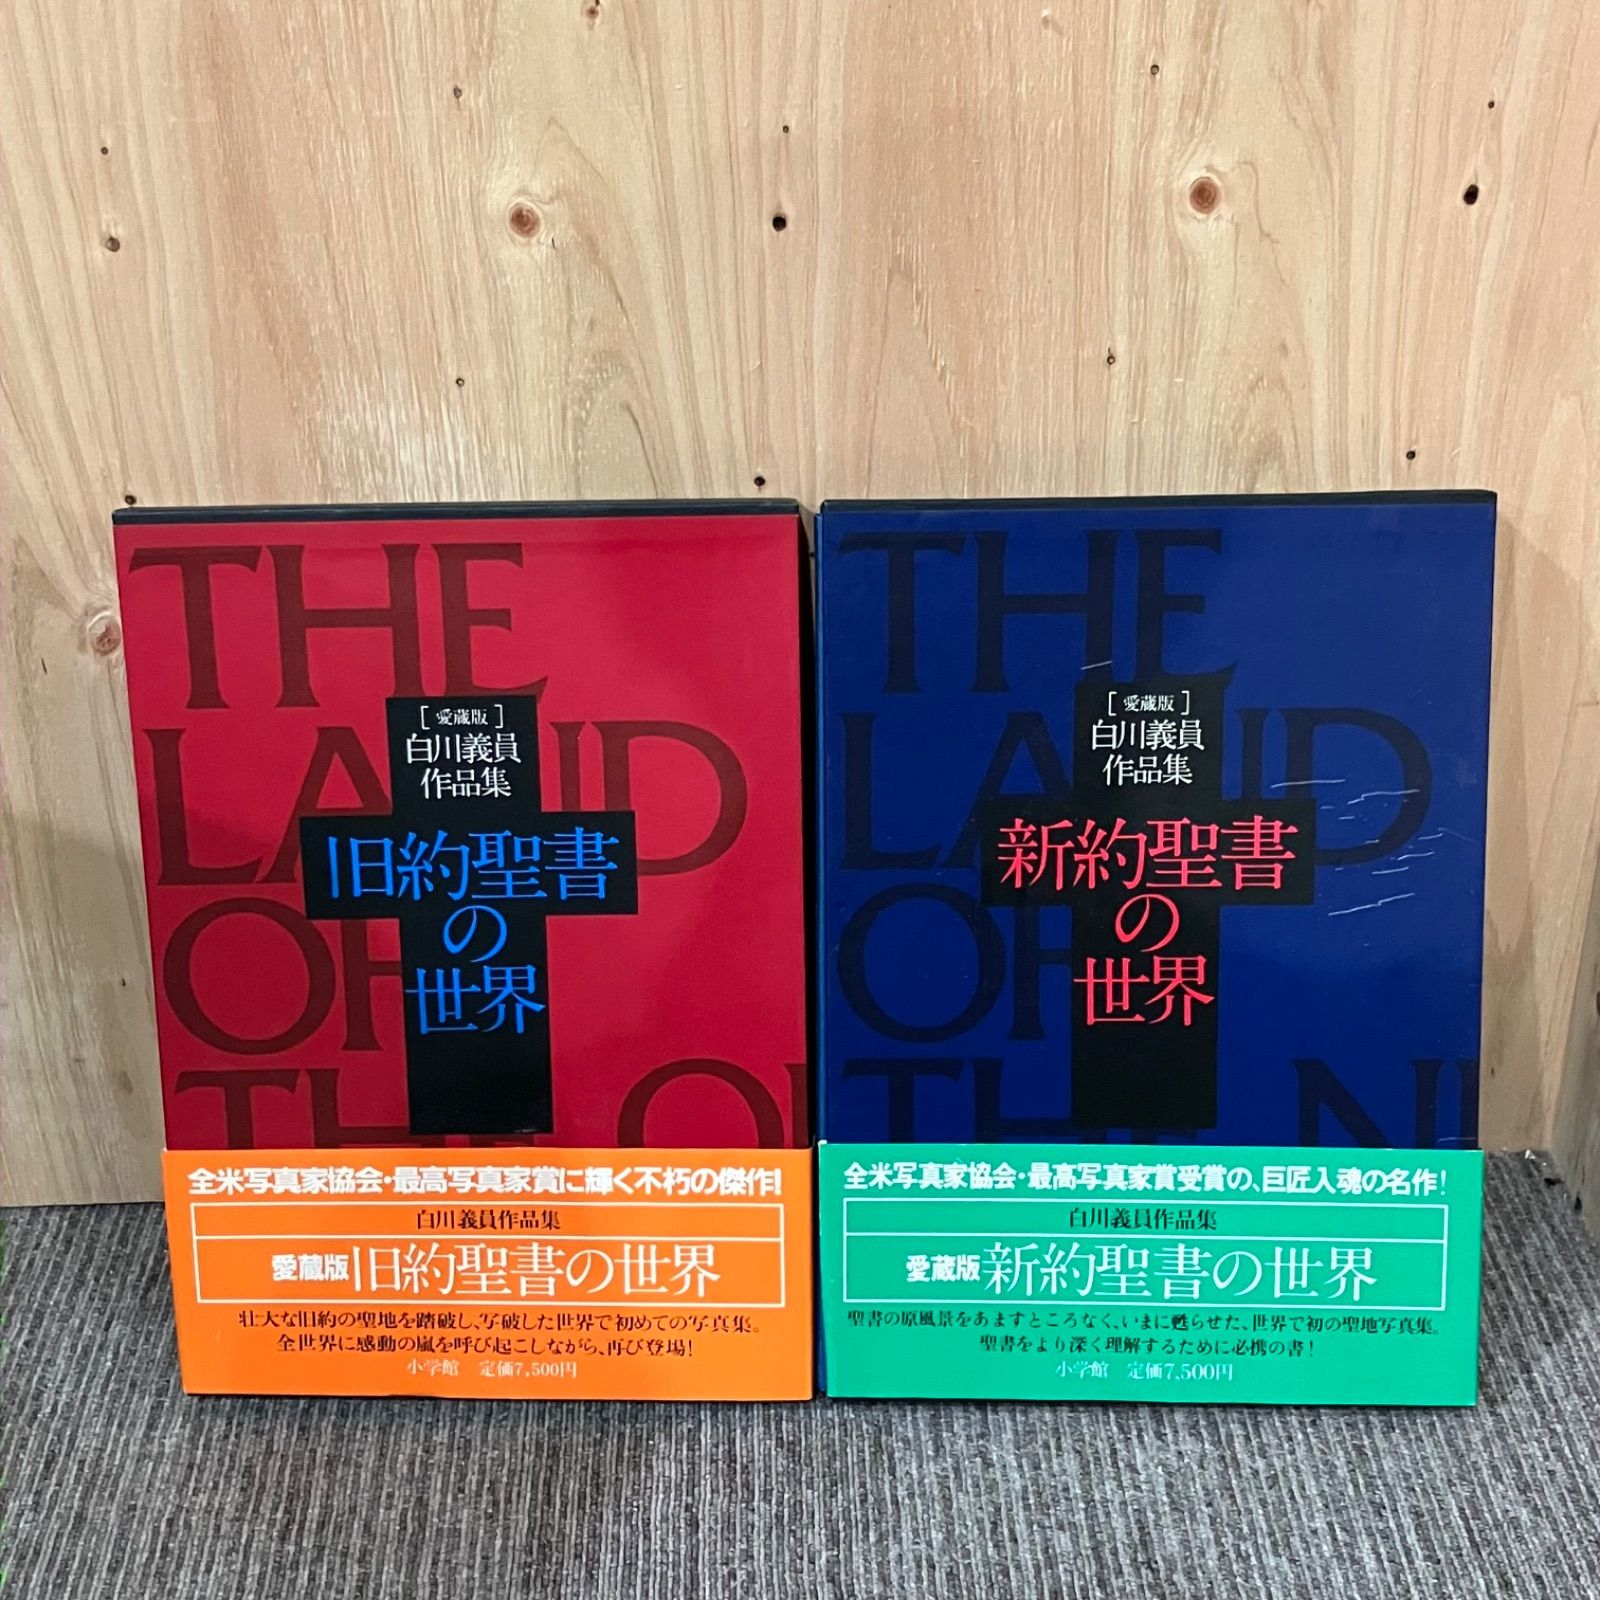 THE
LAND
OF
THE OL
[愛蔵版]
白川義員
作品集
旧約聖書
の
世界
全米写真家協会・最高写真家賞に輝く不朽の傑作!
白川義員作品集
愛蔵版 旧約聖書の世界
壮大な旧約の聖地を踏破し、写破した世界で初めての写真集。
全世界に感動の嵐を呼び起こしながら、再び登場!
小学館 定価7,500円
THE
LAND
OF
THE NE
[愛蔵版]
白川義員
作品集
新約聖書
の
世界
全米写真家協会・最高写真家賞受賞の、巨匠入魂の名作!
白川義員作品集
愛蔵版 新約聖書の世界
聖書の原風景をあますところなく、いまに甦らせた、世界で初の聖地写真集。
聖書をより深く理解するために必携の書!
小学館 定価7,500円